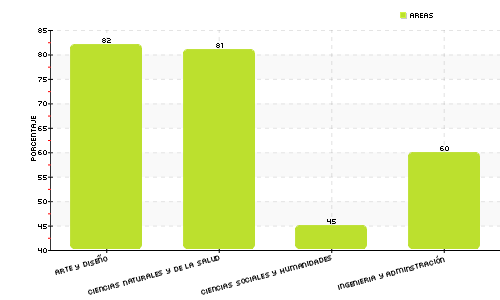 AREAS
85
80
75
70
65
60
55
50
45
40
PORCENTAJE
82
81
45
60
ARTE Y DISEÑO
CIENCIAS NATURALES Y DE LA SALUD
CIENCIAS SOCIALES Y HUMANIDADES
INGENIERIA Y ADMINSTRACIÓN